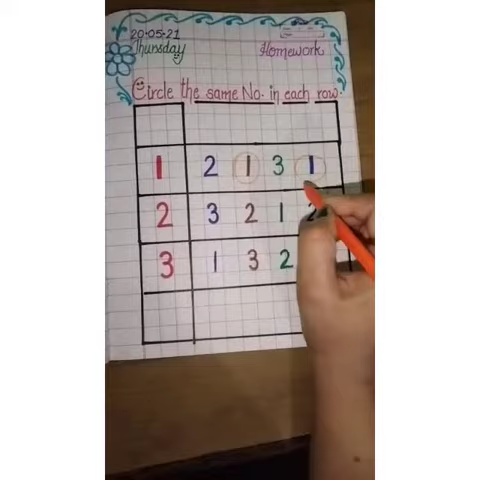 20.05.21
Thursday
Homework
Circle the same No. in each row.
1 2 1 3 1
2 3 2 1 2
3 1 3 2